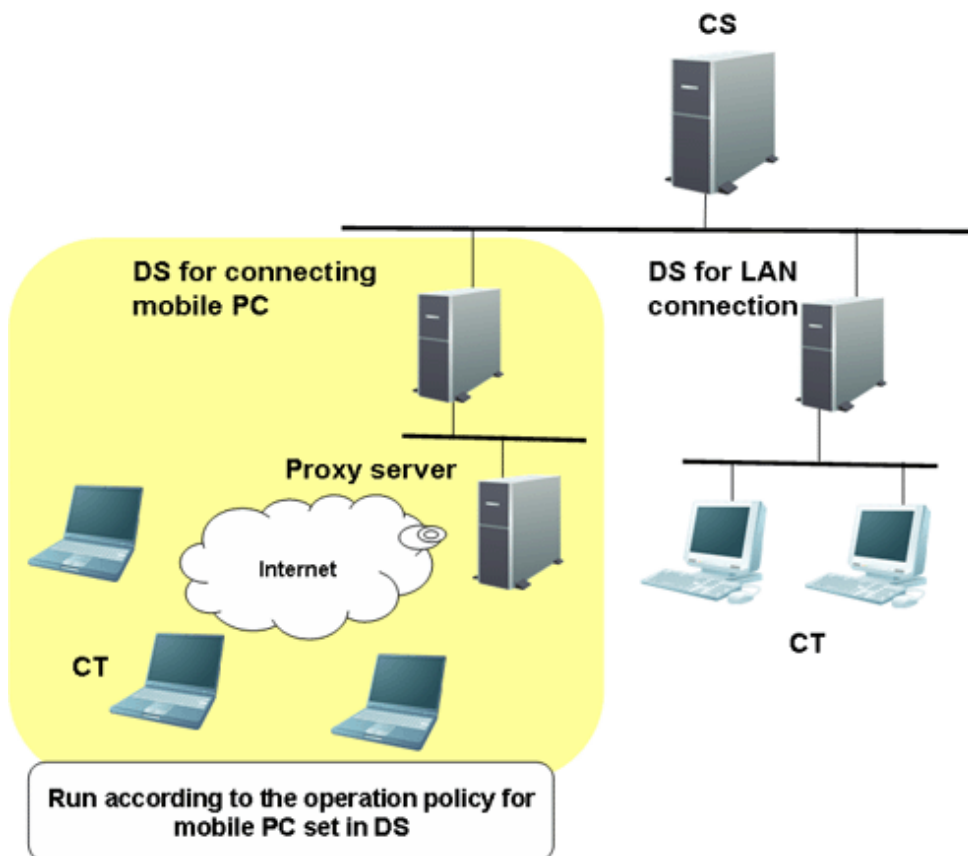 CS
DS for connecting
mobile PC
DS for LAN
connection
Proxy server
Internet
CT
CT
Run according to the operation policy for
mobile PC set in DS